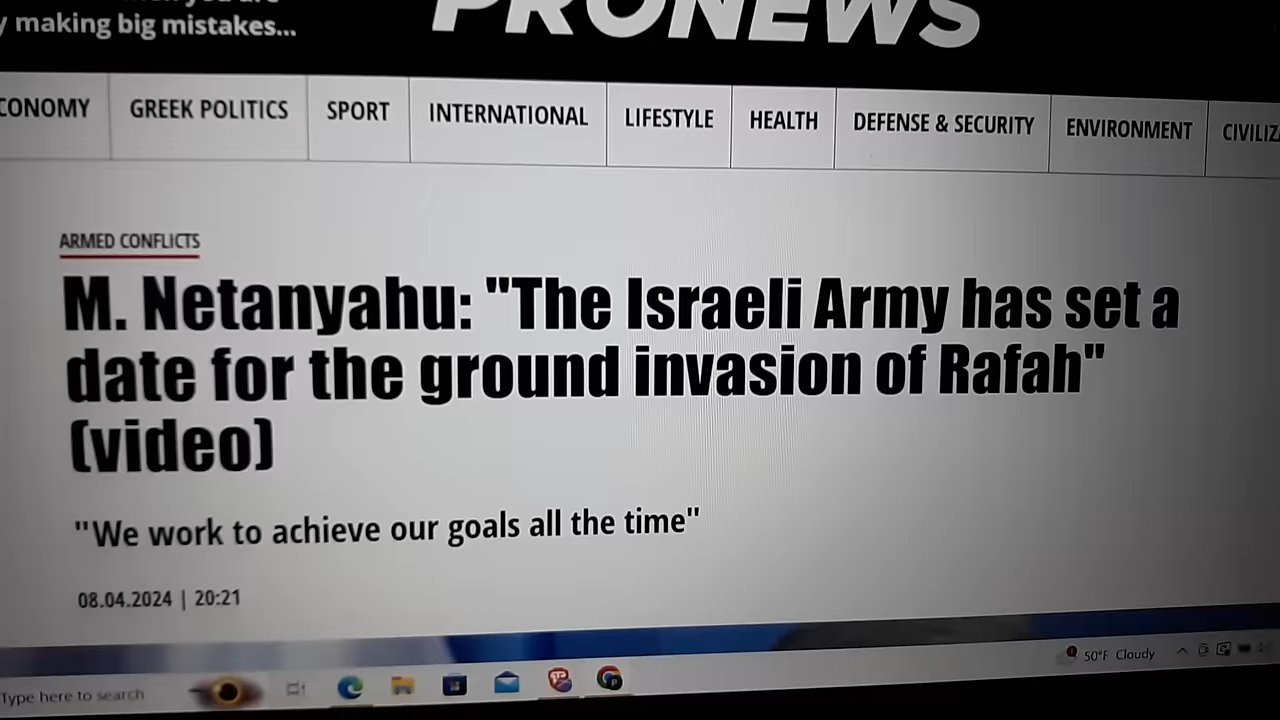 making big mistakes...
PRONEWS
GREEK POLITICS
SPORT
INTERNATIONAL
LIFESTYLE
HEALTH
DEFENSE & SECURITY
ENVIRONMENT
ARMED CONFLICTS
M. Netanyahu: "The Israeli Army has set a
date for the ground invasion of Rafah"
(video)
"We work to achieve our goals all the time"
08.04.2024 | 20:21
Type here to search
50°F Cloudy